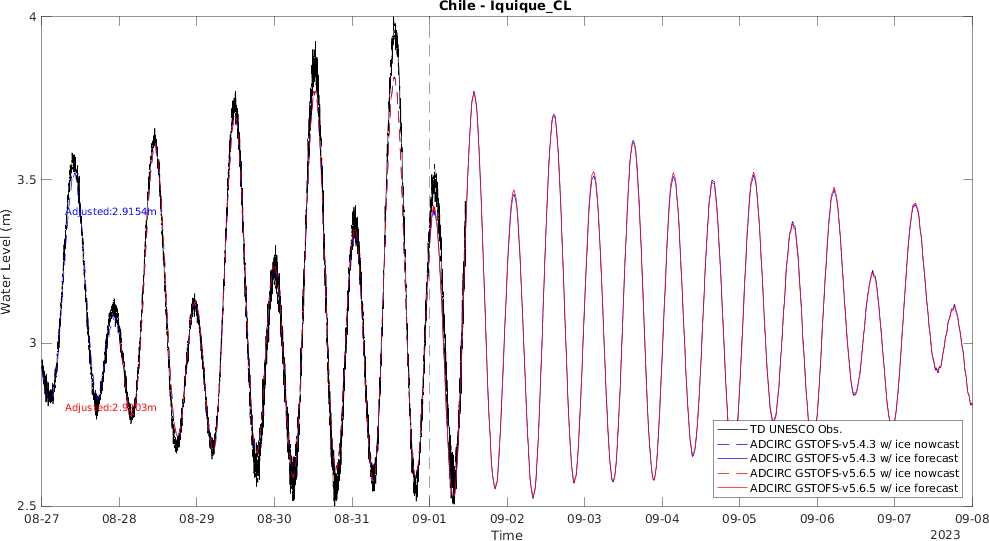 Chile - Iquique_CL
4
3.5
3
2.5
Water Level (m)
Adjusted:2.9154m
TD UNESCO Obs.
ADCIRC GSTOFS-v5.4.3 w/ ice nowcast
ADCIRC GSTOFS-v5.4.3 w/ ice forecast
ADCIRC GSTOFS-v5.6.5 w/ ice nowcast
ADCIRC GSTOFS-v5.6.5 w/ ice forecast
08-27 08-28 08-29 08-30 08-31 09-01 09-02 09-03 09-04 09-05 09-06 09-07 09-08
Time
2023